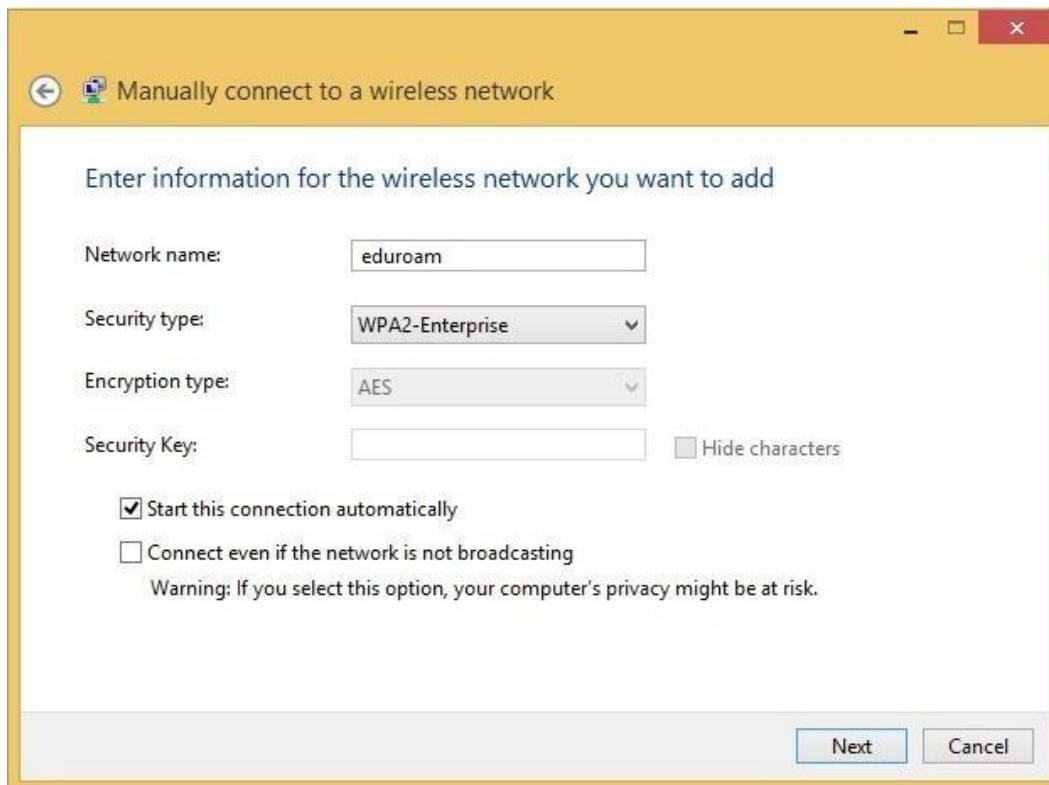 Manually connect to a wireless network
Enter information for the wireless network you want to add
Network name: eduroam
Security type: WPA2-Enterprise
Encryption type: AES
Security Key: Hide characters
Start this connection automatically
Connect even if the network is not broadcasting
Warning: If you select this option, your computer's privacy might be at risk.
Next Cancel